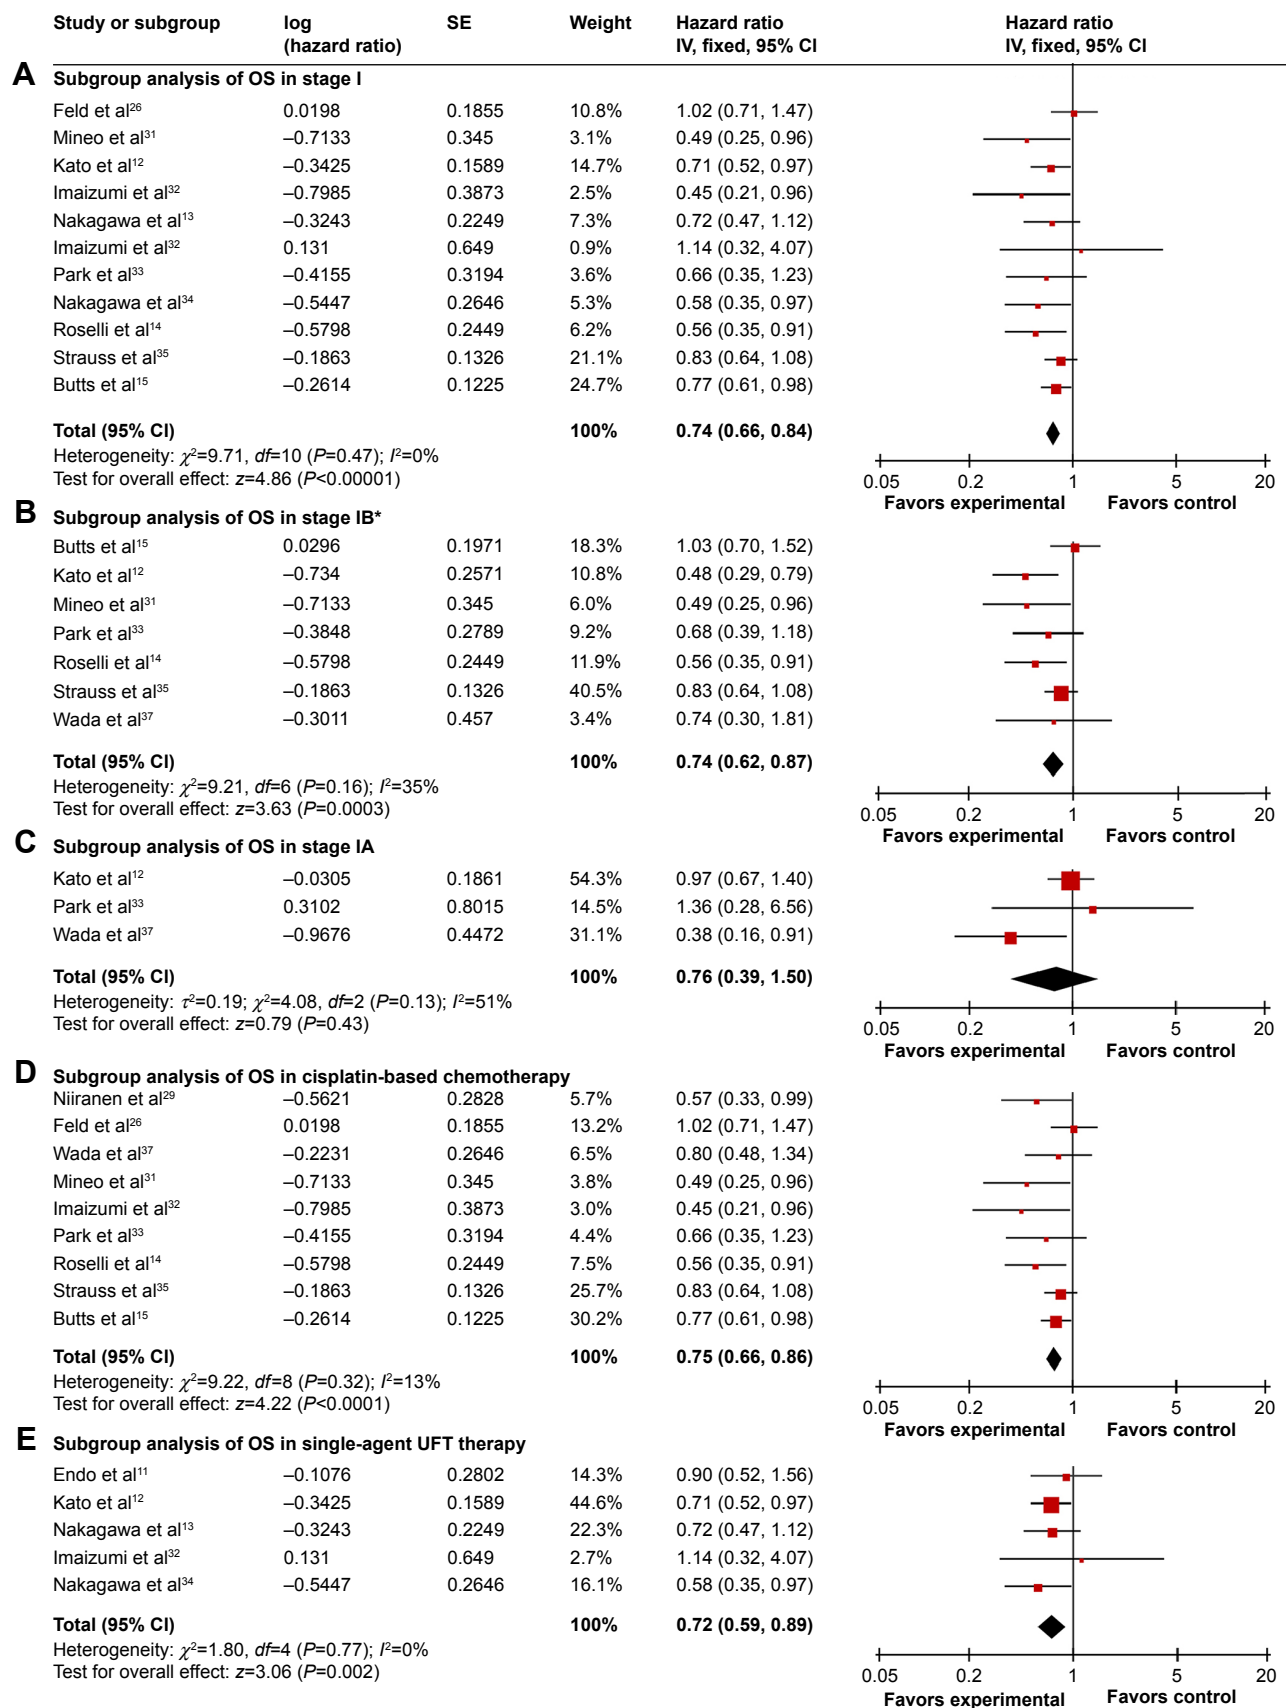 Study or subgroup log SE Weight Hazard ratio Hazard ratio
(hazard ratio) IV, fixed, 95% CI IV, fixed, 95% CI
A Subgroup analysis of OS in stage I
Feld et al26 0.0198 0.1855 10.8% 1.02 (0.71, 1.47)
Mineo et al31 –0.7133 0.345 3.1% 0.49 (0.25, 0.96)
Kato et al12 –0.3425 0.1589 14.7% 0.71 (0.52, 0.97)
Imaizumi et al32 –0.7985 0.3873 2.5% 0.45 (0.21, 0.96)
Nakagawa et al13 –0.3243 0.2249 7.3% 0.72 (0.47, 1.12)
Imaizumi et al32 0.131 0.649 0.9% 1.14 (0.32, 4.07)
Park et al33 –0.4155 0.3194 3.6% 0.66 (0.35, 1.23)
Nakagawa et al34 –0.5447 0.2646 5.3% 0.58 (0.35, 0.97)
Roselli et al14 –0.5798 0.2449 6.2% 0.56 (0.35, 0.91)
Strauss et al35 –0.1863 0.1326 21.1% 0.83 (0.64, 1.08)
Butts et al15 –0.2614 0.1225 24.7% 0.77 (0.61, 0.98)
Total (95% CI) 100% 0.74 (0.66, 0.84)
Heterogeneity: χ2=9.71, df=10 (P=0.47); I2=0%
Test for overall effect: z=4.86 (P<0.00001)
0.05 0.2 1 5 20
Favors experimental Favors control
B Subgroup analysis of OS in stage IB*
Butts et al15 0.0296 0.1971 18.3% 1.03 (0.70, 1.52)
Kato et al12 –0.734 0.2571 10.8% 0.48 (0.29, 0.79)
Mineo et al31 –0.7133 0.345 6.0% 0.49 (0.25, 0.96)
Park et al33 –0.3848 0.2789 9.2% 0.68 (0.39, 1.18)
Roselli et al14 –0.5798 0.2449 11.9% 0.56 (0.35, 0.91)
Strauss et al35 –0.1863 0.1326 40.5% 0.83 (0.64, 1.08)
Wada et al37 –0.3011 0.457 3.4% 0.74 (0.30, 1.81)
Total (95% CI) 100% 0.74 (0.62, 0.87)
Heterogeneity: χ2=9.21, df=6 (P=0.16); I2=35%
Test for overall effect: z=3.63 (P=0.0003)
0.05 0.2 1 5 20
Favors experimental Favors control
C Subgroup analysis of OS in stage IA
Kato et al12 –0.0305 0.1861 54.3% 0.97 (0.67, 1.40)
Park et al33 0.3102 0.8015 14.5% 1.36 (0.28, 6.56)
Wada et al37 –0.9676 0.4472 31.1% 0.38 (0.16, 0.91)
Total (95% CI) 100% 0.76 (0.39, 1.50)
Heterogeneity: τ2=0.19; χ2=4.08, df=2 (P=0.13); I2=51%
Test for overall effect: z=0.79 (P=0.43)
0.05 0.2 1 5 20
Favors experimental Favors control
D Subgroup analysis of OS in cisplatin-based chemotherapy
Niiranen et al29 –0.5621 0.2828 5.7% 0.57 (0.33, 0.99)
Feld et al26 0.0198 0.1855 13.2% 1.02 (0.71, 1.47)
Wada et al37 –0.2231 0.2646 6.5% 0.80 (0.48, 1.34)
Mineo et al31 –0.7133 0.345 3.8% 0.49 (0.25, 0.96)
Imaizumi et al32 –0.7985 0.3873 3.0% 0.45 (0.21, 0.96)
Park et al33 –0.4155 0.3194 4.4% 0.66 (0.35, 1.23)
Roselli et al14 –0.5798 0.2449 7.5% 0.56 (0.35, 0.91)
Strauss et al35 –0.1863 0.1326 25.7% 0.83 (0.64, 1.08)
Butts et al15 –0.2614 0.1225 30.2% 0.77 (0.61, 0.98)
Total (95% CI) 100% 0.75 (0.66, 0.86)
Heterogeneity: χ2=9.22, df=8 (P=0.32); I2=13%
Test for overall effect: z=4.22 (P<0.0001)
0.05 0.2 1 5 20
Favors experimental Favors control
E Subgroup analysis of OS in single-agent UFT therapy
Endo et al11 –0.1076 0.2802 14.3% 0.90 (0.52, 1.56)
Kato et al12 –0.3425 0.1589 44.6% 0.71 (0.52, 0.97)
Nakagawa et al13 –0.3243 0.2249 22.3% 0.72 (0.47, 1.12)
Imaizumi et al32 0.131 0.649 2.7% 1.14 (0.32, 4.07)
Nakagawa et al34 –0.5447 0.2646 16.1% 0.58 (0.35, 0.97)
Total (95% CI) 100% 0.72 (0.59, 0.89)
Heterogeneity: χ2=1.80, df=4 (P=0.77); I2=0%
Test for overall effect: z=3.06 (P=0.002)
0.05 0.2 1 5 20
Favors experimental Favors control